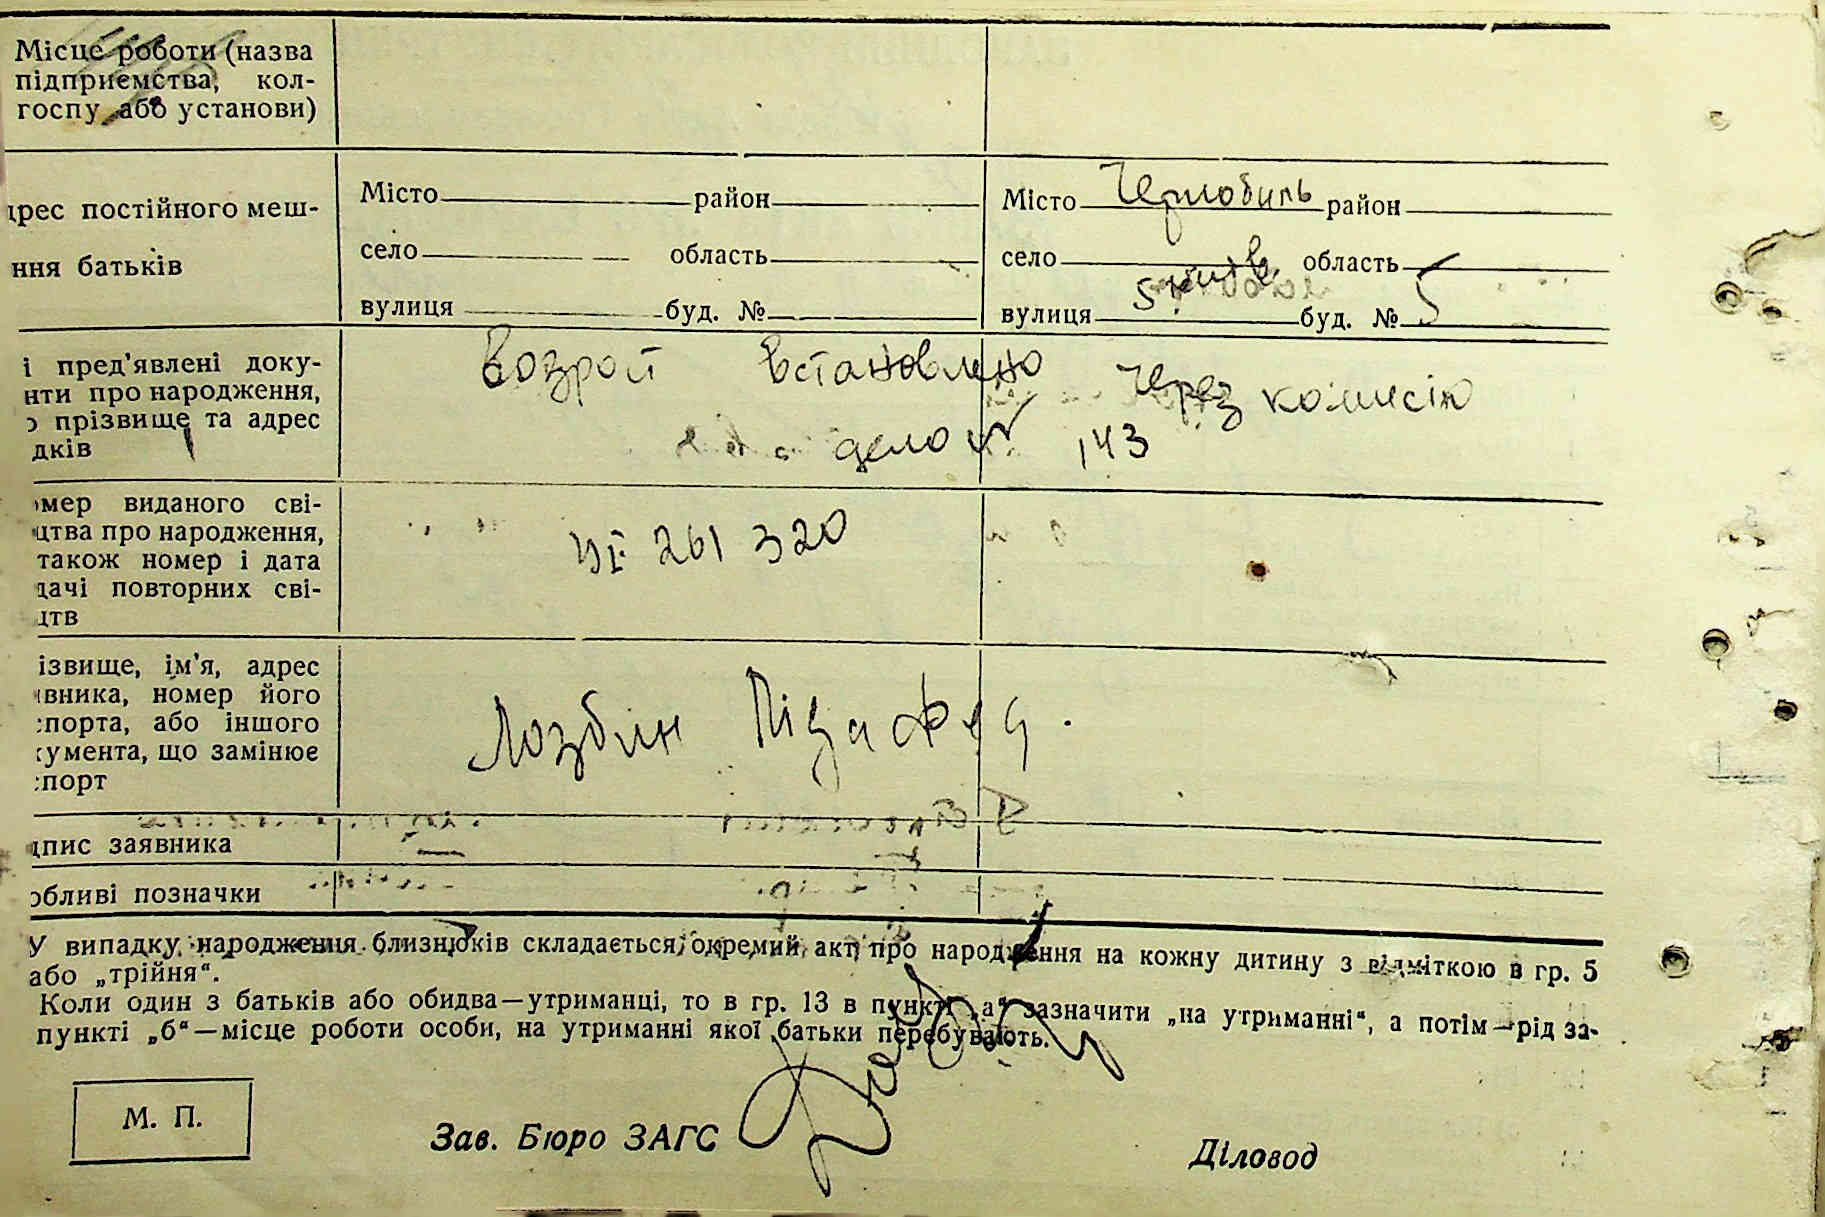 Місце роботи (назва
підприємства, кол-
госпу або установи)
дрес постійного меш-
ння батьків
Місто район
село область
вулиця буд. №
Місто Чернобиль район
село область
вулиця буд. № 5
і пред'явлені доку-
нти про народження,
о прізвище та адрес
дків
Возраст встановлено через комисію
дело № 143
омер виданого сві-
цтва про народження,
також номер і дата
дачі повторних сві-
цтв
261 320
ізвище, ім'я, адрес
явника, номер його
спорта, або іншого
кумента, що замінює
спорт
дпис заявника
обливі позначки
У випадку народження близнюків складається окремий акт про народження на кожну дитину з відміткою в гр. 5
або „трійня“.
Коли один з батьків або обидва—утриманці, то в гр. 13 в пункті „а“ зазначити „на утриманні“, а потім—рід за-
пункті „б“—місце роботи особи, на утриманні якої батьки перебувають.
М. П.
Зав. Бюро ЗАГС
Діловод